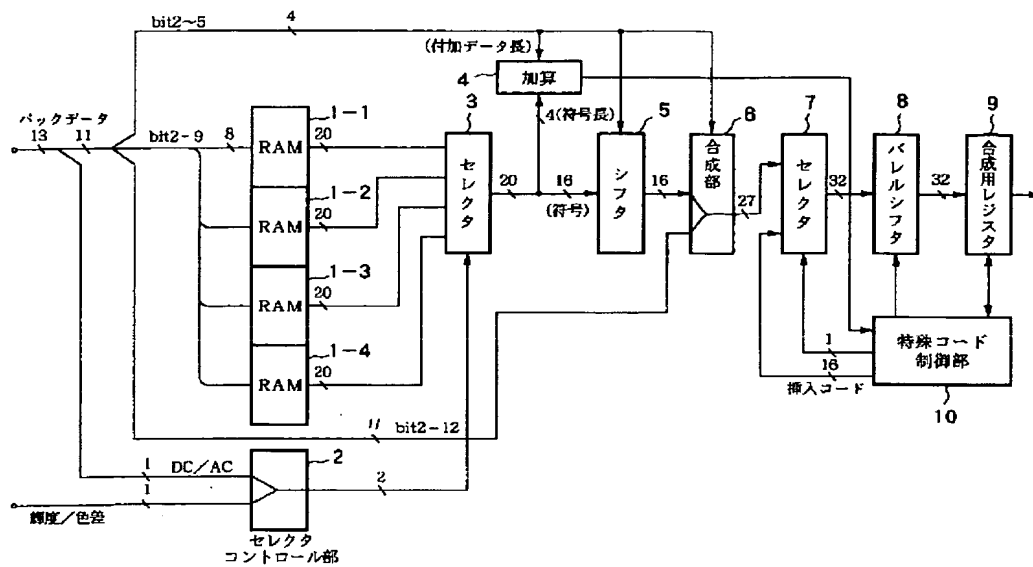 bit2~5
4
(付加データ長)
4
加算
パックデータ
13
11
bit2-9
8
1-1
RAM
20
1-2
RAM
20
1-3
RAM
20
1-4
RAM
20
3
セレクタ
20
4(符号長)
16
(符号)
5
シフタ
16
6
合成部
27
7
セレクタ
32
8
バレルシフタ
32
9
合成用レジスタ
特殊コード
制御部
10
1
16
挿入コード
11
bit2-12
1
DC/AC
1
輝度/色差
2
2
セレクタ
コントロール部